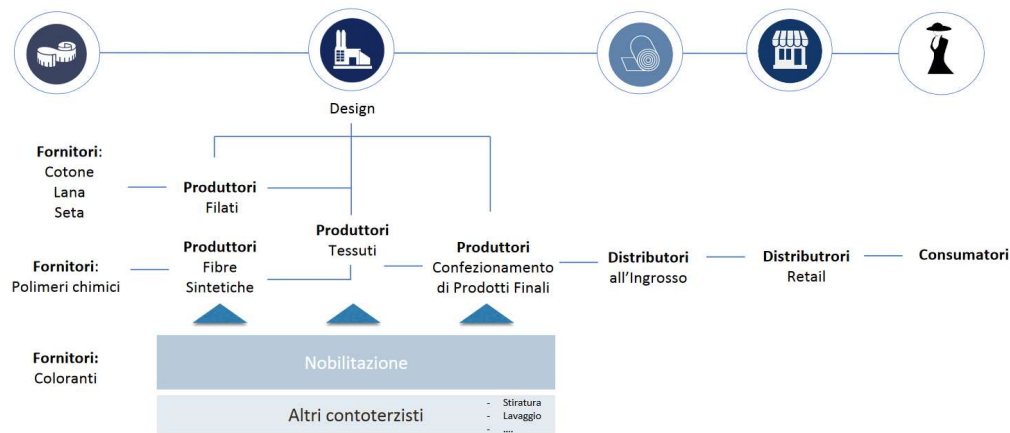 Design
Fornitori:
Cotone
Lana
Seta
Produttori
Filati
Produttori
Tessuti
Fornitori:
Polimeri chimici
Produttori
Fibre
Sintetiche
Produttori
Confezionamento
di Prodotti Finali
Distributori
all'Ingrosso
Distributrori
Retail
Consumatori
Fornitori:
Coloranti
Nobilitazione
Altri contoterzisti
- Stiratura
- Lavaggio
- ....